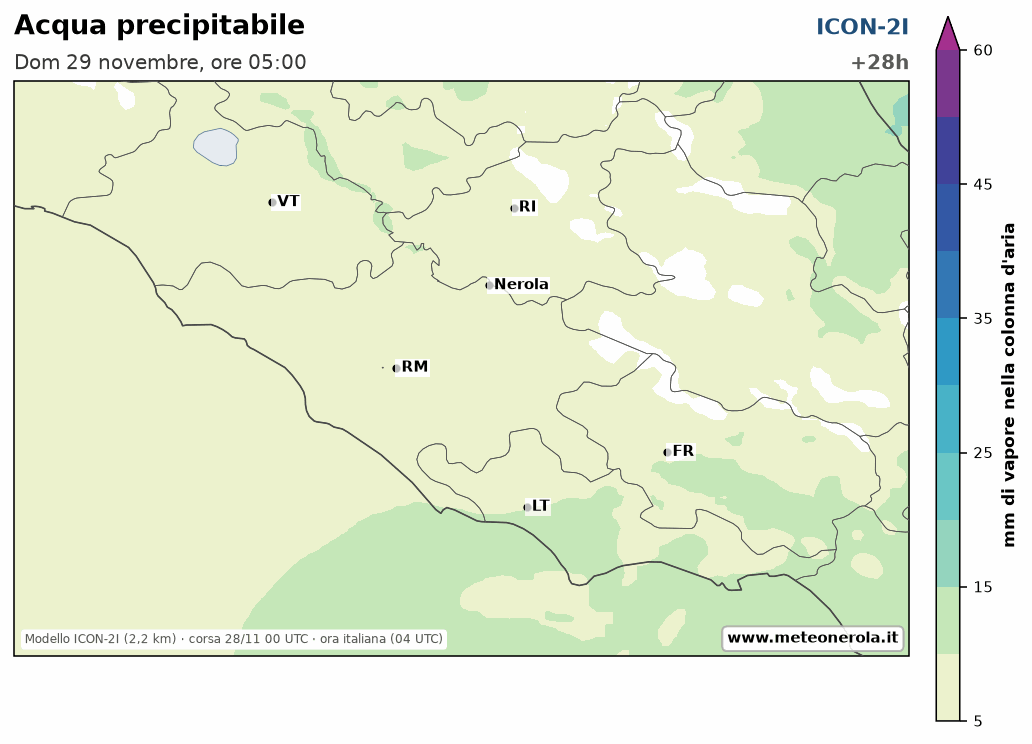 Acqua precipitabile
ICON-2I
Dom 29 novembre, ore 05:00
+28h
60
45
35
25
15
5
mm di vapore nella colonna d'aria
VT
RI
Nerola
RM
FR
LT
Modello ICON-2I (2,2 km) · corsa 28/11 00 UTC · ora italiana (04 UTC)
www.meteonerola.it